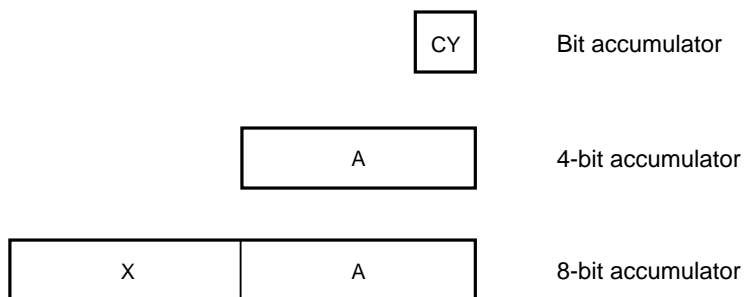 CY Bit accumulator
A 4-bit accumulator
X A 8-bit accumulator